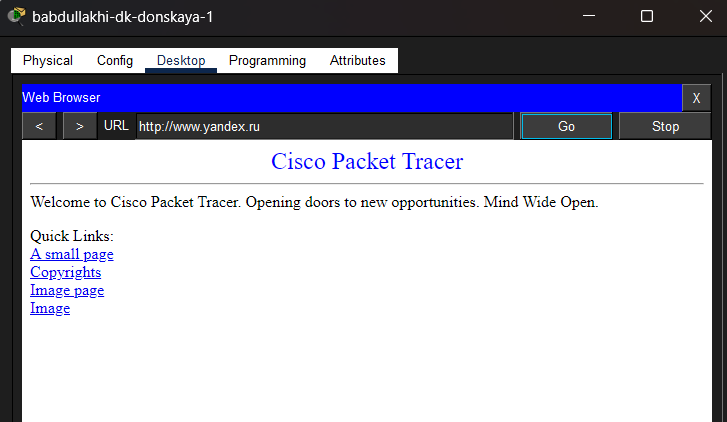 babdullakhi-dk-donskaya-1
Physical Config Desktop Programming Attributes
Web Browser X
< > URL http://www.yandex.ru Go Stop
Cisco Packet Tracer
Welcome to Cisco Packet Tracer. Opening doors to new opportunities. Mind Wide Open.
Quick Links:
A small page
Copyrights
Image page
Image